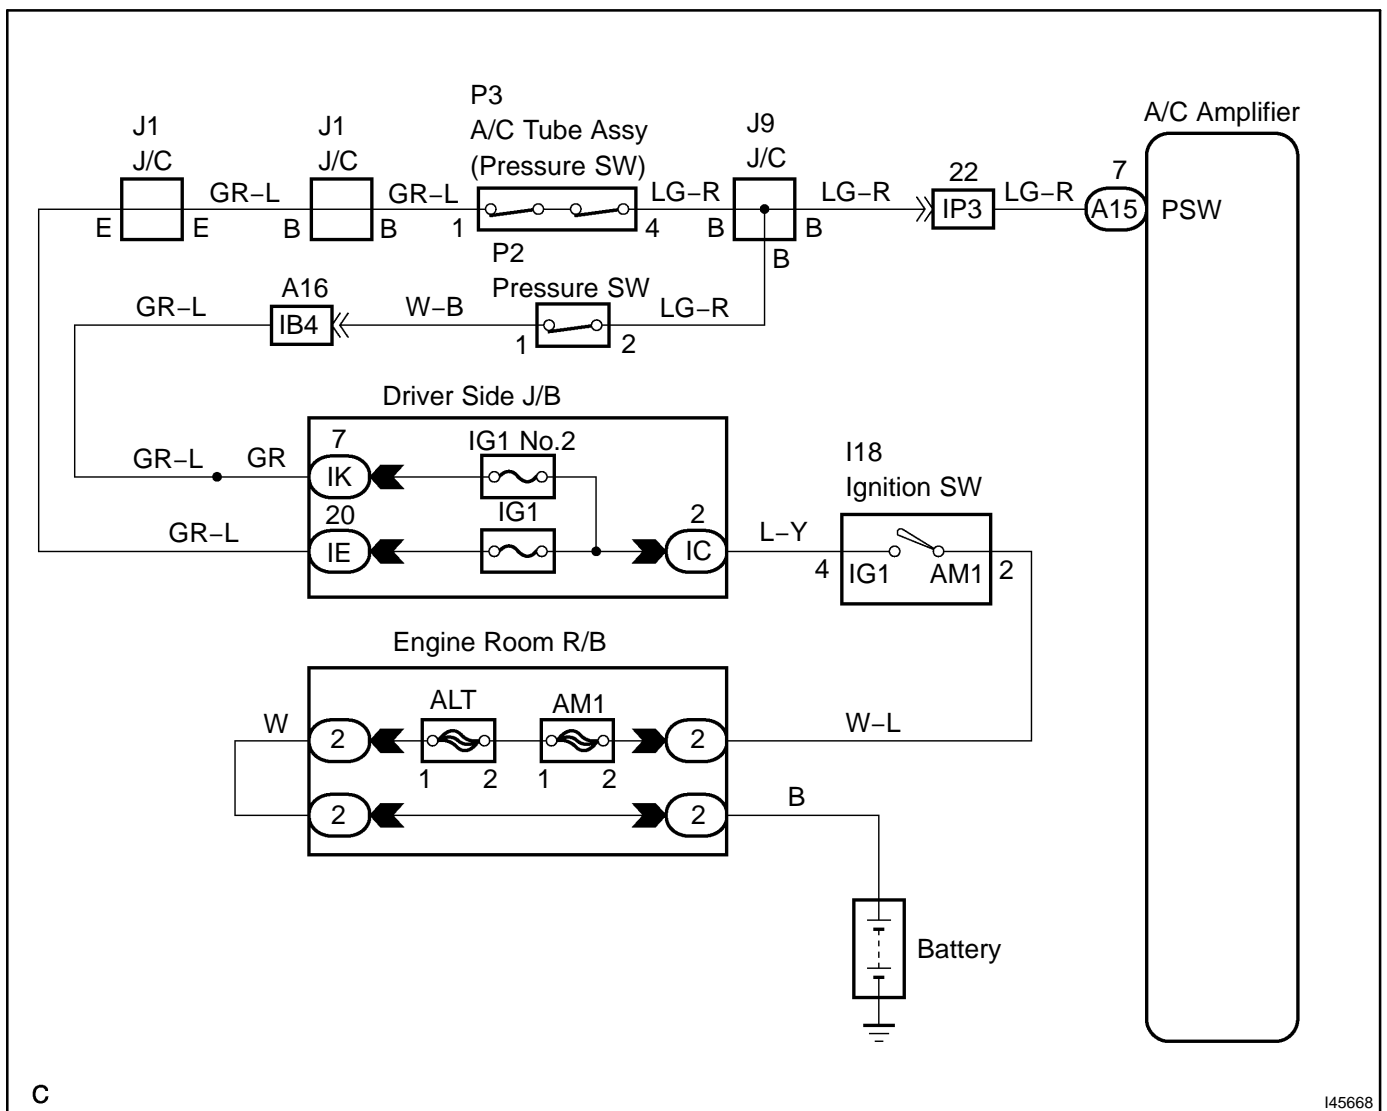 P3
A/C Tube Assy
(Pressure SW)
J1
J/C
J1
J/C
J9
J/C
A/C Amplifier
GR-L
GR-L
LG-R
LG-R
22
IP3
LG-R
7
A15
PSW
E
E
B
B
1
4
B
B
B
P2
Pressure SW
GR-L
A16
IB4
W-B
1
2
LG-R
Driver Side J/B
GR-L
GR
7
IK
IG1 No.2
GR-L
20
IE
IG1
2
IC
L-Y
I18
Ignition SW
4
IG1
AM1
2
Engine Room R/B
W
2
ALT
AM1
2
W-L
1
2
1
2
2
2
B
Battery
C
I45668